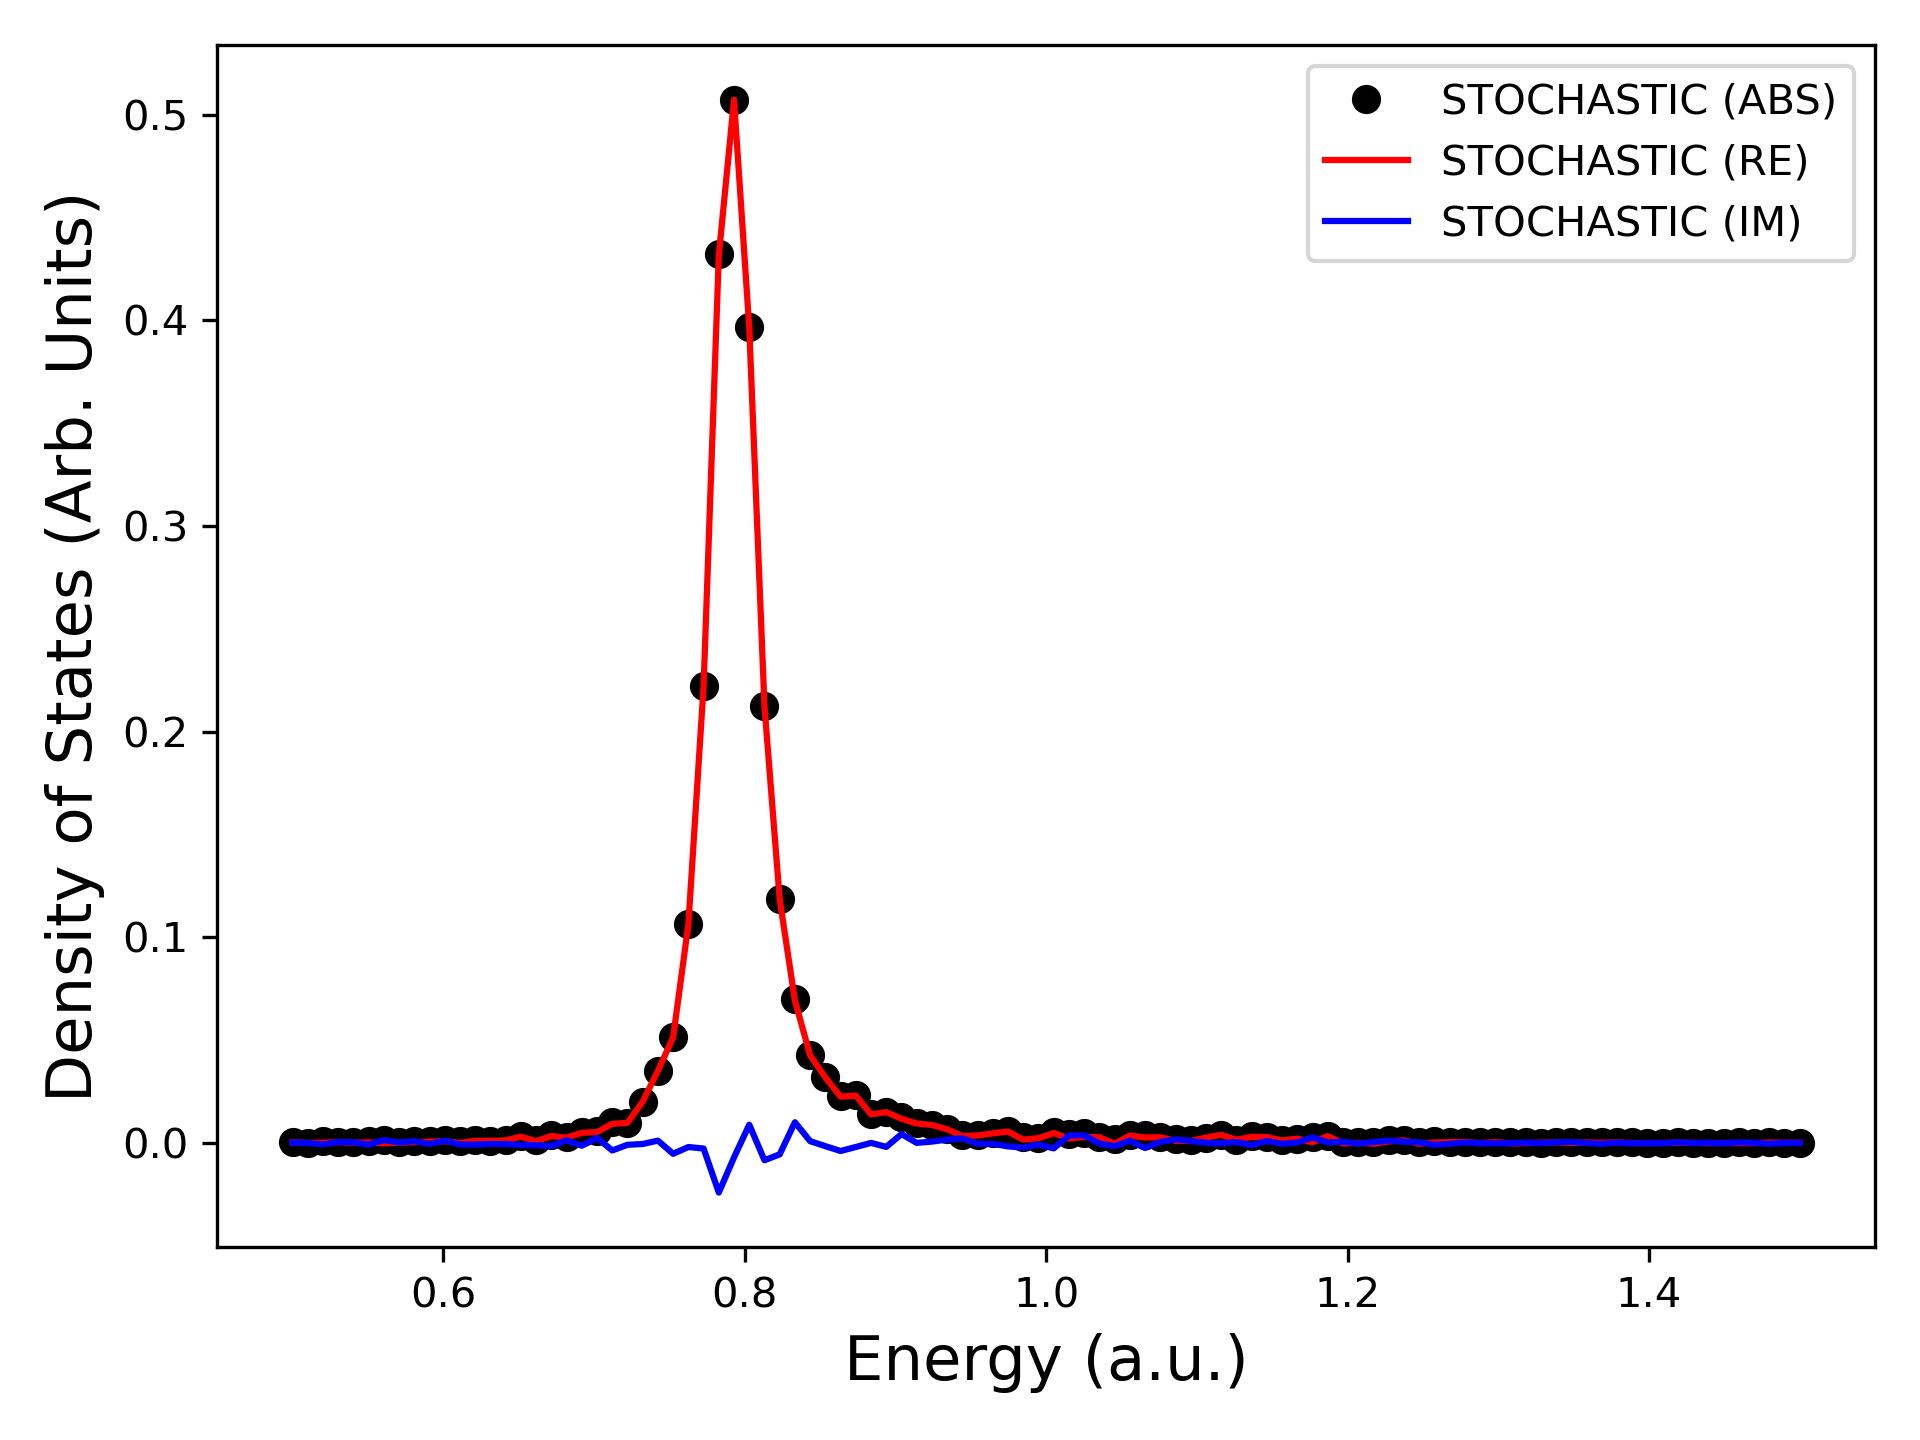 STOCHASTIC (ABS)
STOCHASTIC (RE)
STOCHASTIC (IM)
Density of States (Arb. Units)
0.5
0.4
0.3
0.2
0.1
0.0
0.6 0.8 1.0 1.2 1.4
Energy (a.u.)